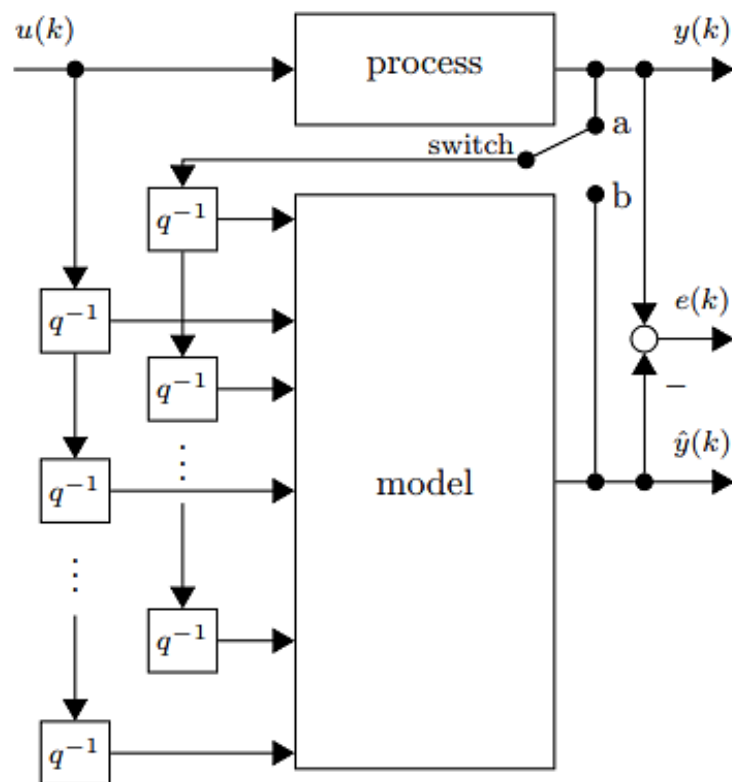 u(k)
process
y(k)
a
switch
q⁻¹
b
q⁻¹
e(k)
q⁻¹
−
ŷ(k)
q⁻¹
model
⋮
⋮
q⁻¹
q⁻¹